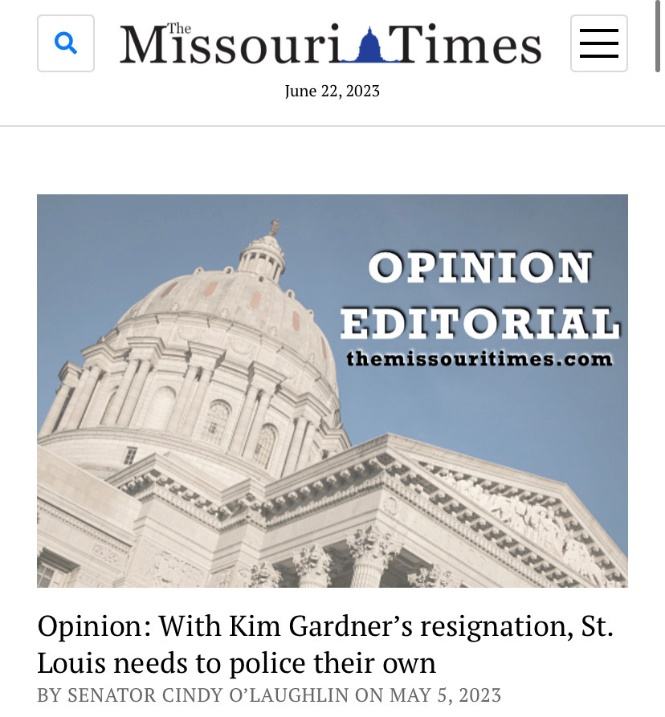 The
Missouri Times
June 22, 2023
OPINION
EDITORIAL
themissouritimes.com
Opinion: With Kim Gardner’s resignation, St.
Louis needs to police their own
BY SENATOR CINDY O’LAUGHLIN ON MAY 5, 2023